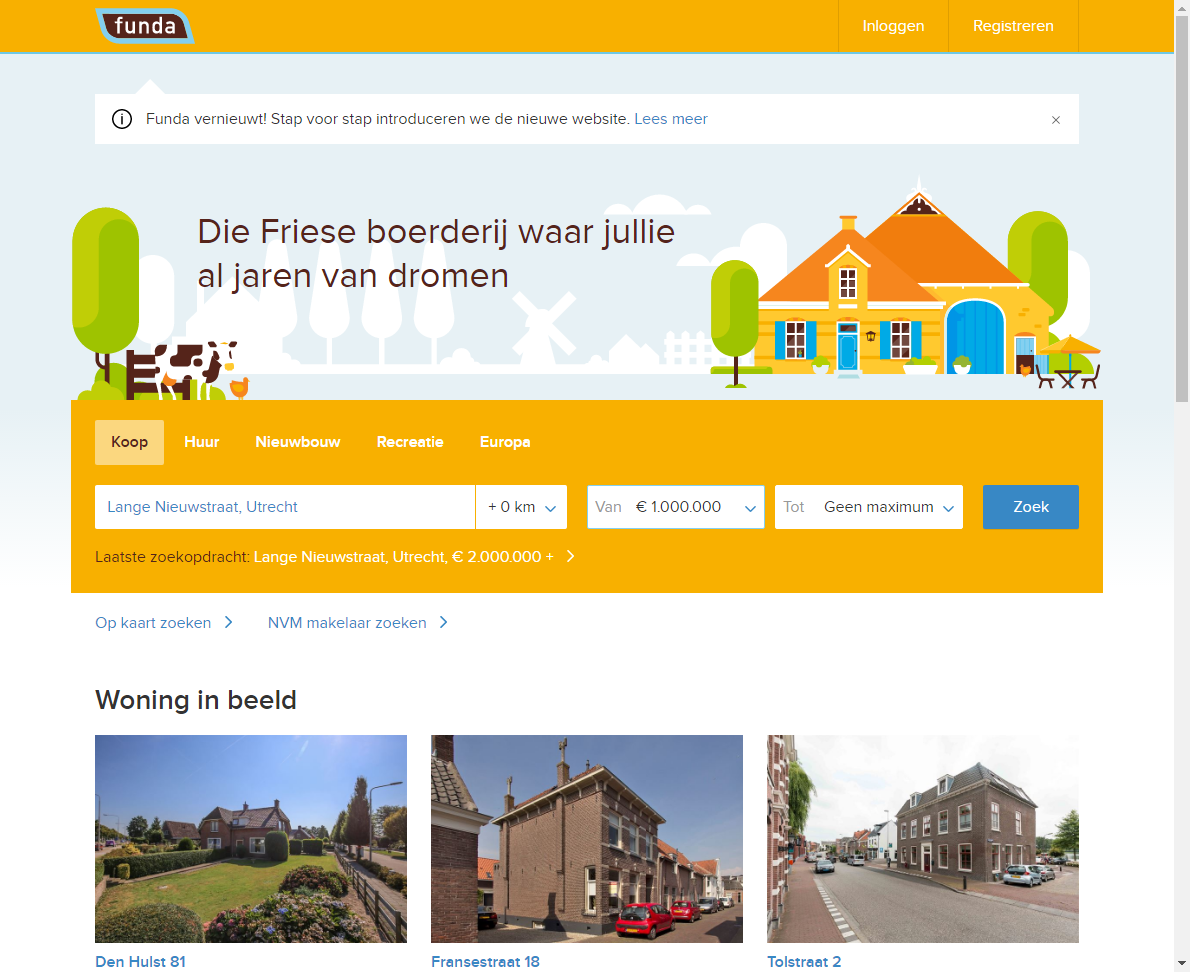 funda
Inloggen
Registreren
Funda vernieuwt! Stap voor stap introduceren we de nieuwe website. Lees meer
Die Friese boerderij waar jullie
al jaren van dromen
Koop
Huur
Nieuwbouw
Recreatie
Europa
Lange Nieuwstraat, Utrecht
+ 0 km
Van € 1.000.000
Tot Geen maximum
Zoek
Laatste zoekopdracht: Lange Nieuwstraat, Utrecht, € 2.000.000 +
Op kaart zoeken
NVM makelaar zoeken
Woning in beeld
Den Hulst 81
Fransestraat 18
Tolstraat 2